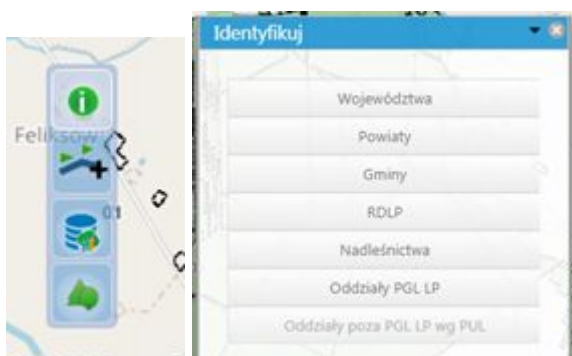 Identyfikuj
Feliksów
01
Województwa
Powiaty
Gminy
RDLP
Nadleśnictwa
Oddziały PGL LP
Oddziały poza PGL LP wg PUL